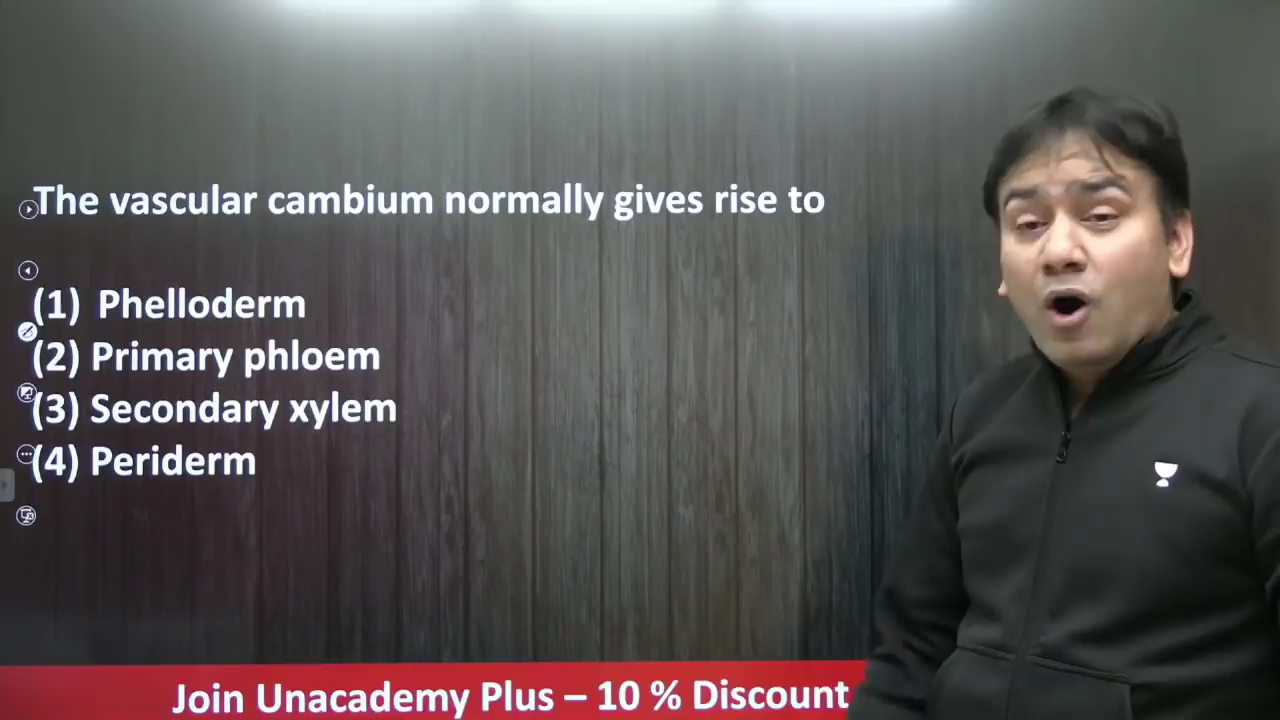 The vascular cambium normally gives rise to
(1) Phelloderm
(2) Primary phloem
(3) Secondary xylem
(4) Periderm
Join Unacademy Plus – 10 % Discount